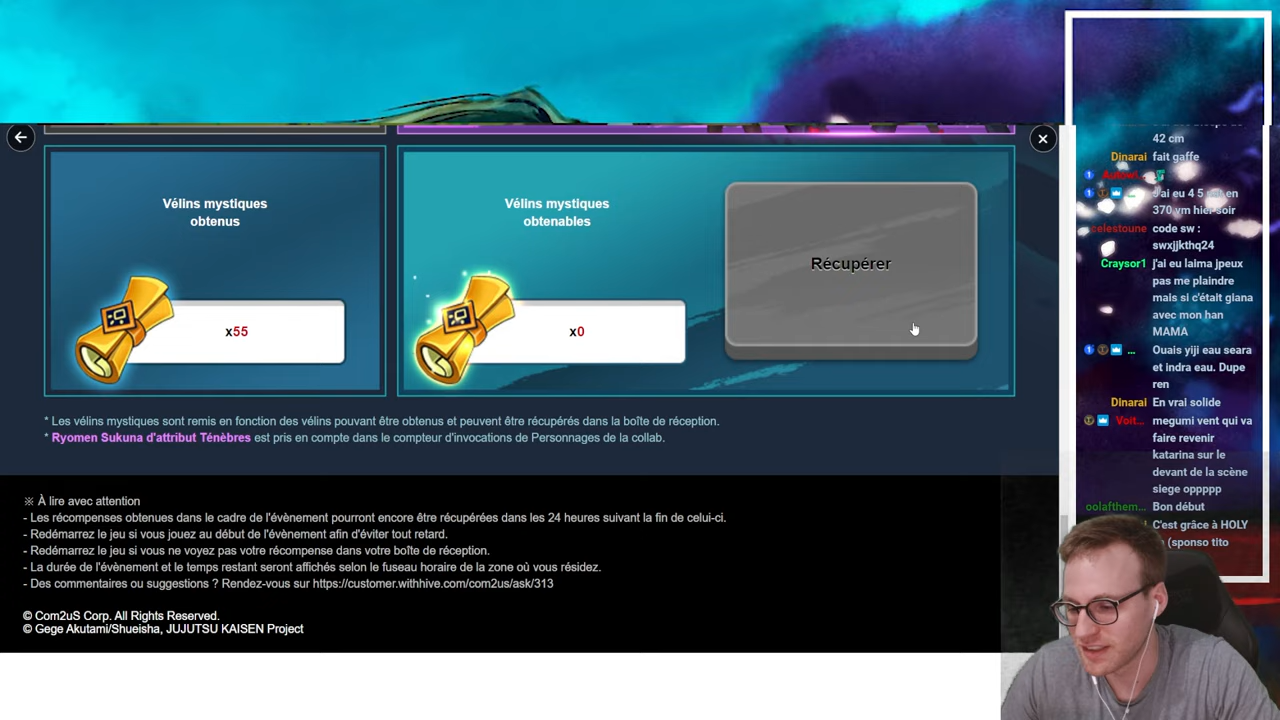 Vélins mystiques
obtenus
x55
Vélins mystiques
obtenables
x0
Récupérer
* Les vélins mystiques sont remis en fonction des vélins pouvant être obtenus et peuvent être récupérés dans la boîte de réception.
* Ryomen Sukuna d'attribut Ténèbres est pris en compte dans le compteur d'invocations de Personnages de la collab.
※ À lire avec attention
- Les récompenses obtenues dans le cadre de l'évènement pourront encore être récupérées dans les 24 heures suivant la fin de celui-ci.
- Redémarrez le jeu si vous jouez au début de l'évènement afin d'éviter tout retard.
- Redémarrez le jeu si vous ne voyez pas votre récompense dans votre boîte de réception.
- La durée de l'évènement et le temps restant seront affichés selon le fuseau horaire de la zone où vous résidez.
- Des commentaires ou suggestions ? Rendez-vous sur https://customer.withhive.com/com2us/ask/313
© Com2uS Corp. All Rights Reserved.
© Gege Akutami/Shueisha, JUJUTSU KAISEN Project
42 cm
Dinarai fait gaffe
J'ai eu 4 5 nat en
370 vm hier soir
celestoune code sw :
swxjjkthq24
Craysor1 j'ai eu laima jpeux
pas me plaindre
mais si c'était giana
avec mon han
MAMA
... Ouais yiji eau seara
et indra eau. Dupe
ren
Dinarai En vrai solide
Voit... megumi vent qui va
faire revenir
katarina sur le
devant de la scène
siege oppppp
oolafthem... Bon début
C'est grâce à HOLY
(sponso tito